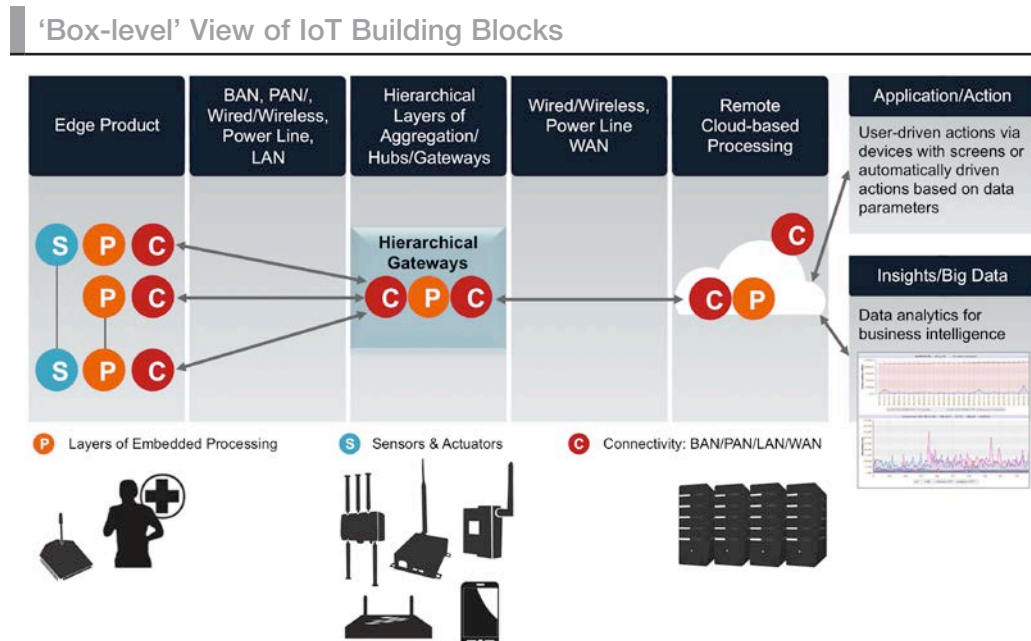 ‘Box-level’ View of IoT Building Blocks
Edge Product
BAN, PAN/,
Wired/Wireless,
Power Line,
LAN
Hierarchical
Layers of
Aggregation/
Hubs/Gateways
Wired/Wireless,
Power Line
WAN
Remote
Cloud-based
Processing
Application/Action
User-driven actions via
devices with screens or
automatically driven
actions based on data
parameters
S P C
P C
S P C
Hierarchical
Gateways
C P C
C
C P
Insights/Big Data
Data analytics for
business intelligence
P Layers of Embedded Processing
S Sensors & Actuators
C Connectivity: BAN/PAN/LAN/WAN